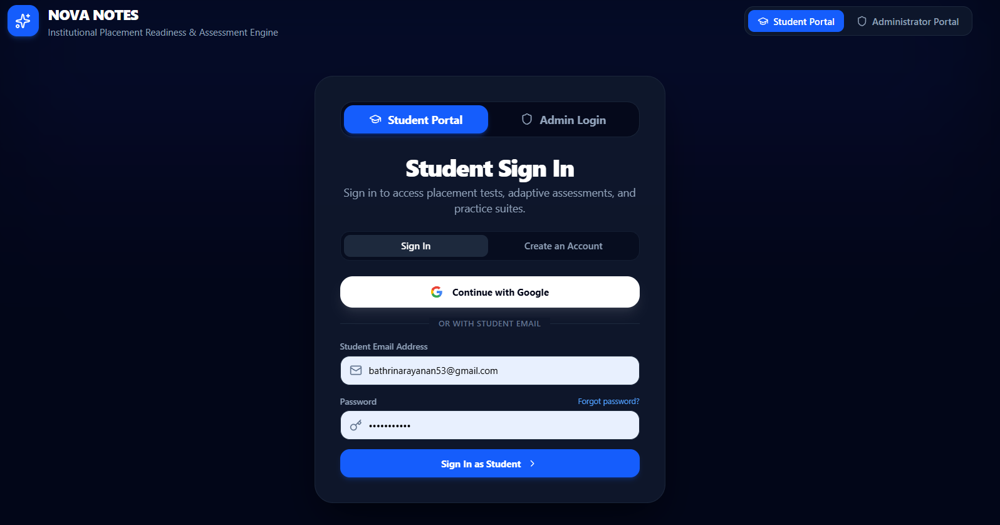 NOVA NOTES
Institutional Placement Readiness & Assessment Engine
Student Portal
Administrator Portal
Student Portal
Admin Login
Student Sign In
Sign in to access placement tests, adaptive assessments, and
practice suites.
Sign In
Create an Account
Continue with Google
OR WITH STUDENT EMAIL
Student Email Address
bathrinarayanan53@gmail.com
Password
Forgot password?
•••••••••••
Sign In as Student